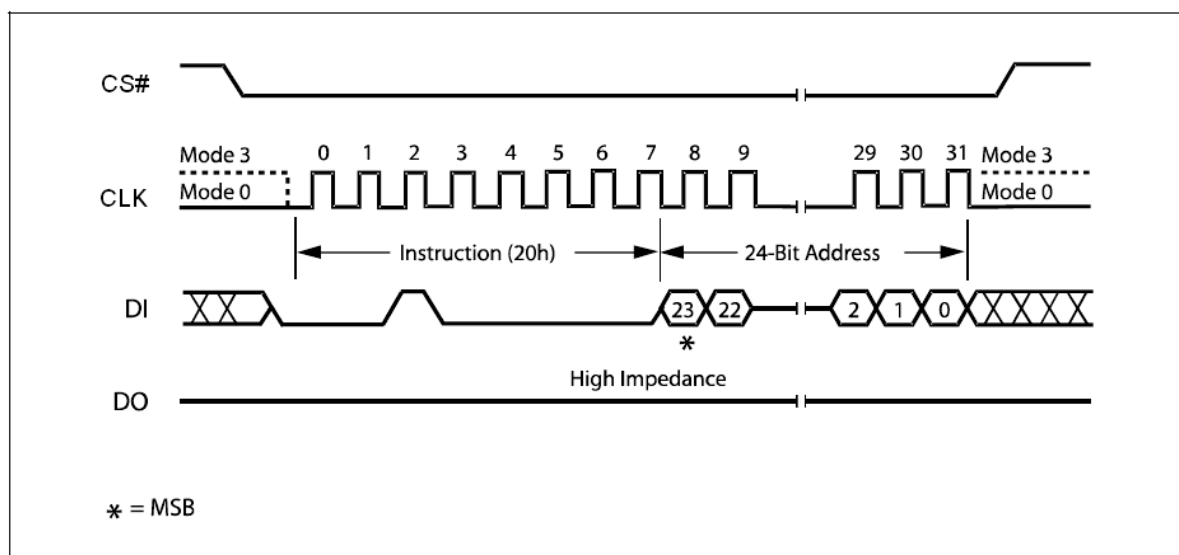 CS#
Mode 3 0 1 2 3 4 5 6 7 8 9 29 30 31 Mode 3
CLK Mode 0 Mode 0
Instruction (20h) 24-Bit Address
DI 23 22 2 1 0
*
High Impedance
DO
* = MSB